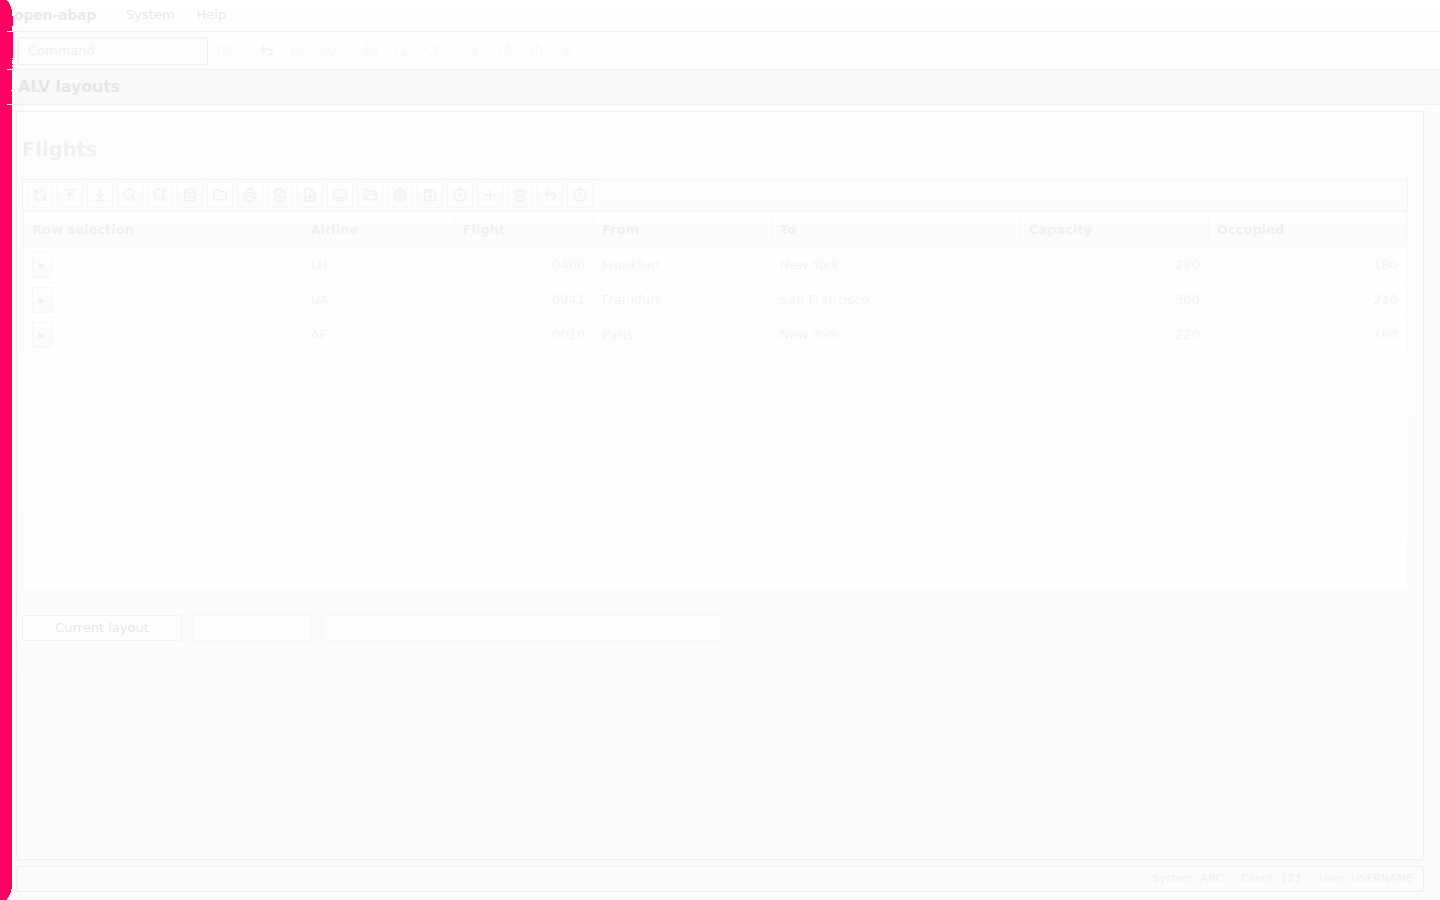 open-abap System Help
Command
ALV layouts
Flights
Row selection Airline Flight From To Capacity Occupied
LH 0400 Frankfurt New York 280 180
UA 0941 Frankfurt San Francisco 300 210
AF 0010 Paris New York 220 160
Current layout
System: ABC Client: 123 User: USERNAME